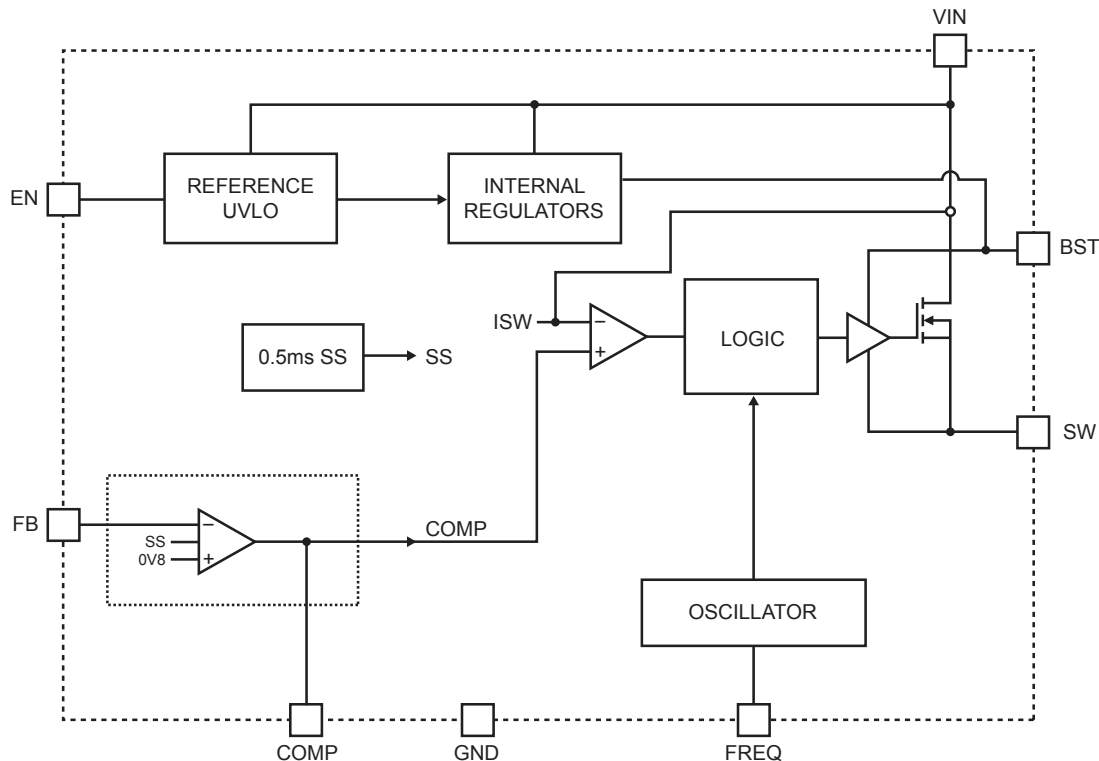 VIN
REFERENCE
UVLO
INTERNAL
REGULATORS
EN
BST
ISW
−
+
LOGIC
0.5ms SS
SS
SW
FB
−
SS
0V8
+
COMP
OSCILLATOR
COMP
GND
FREQ